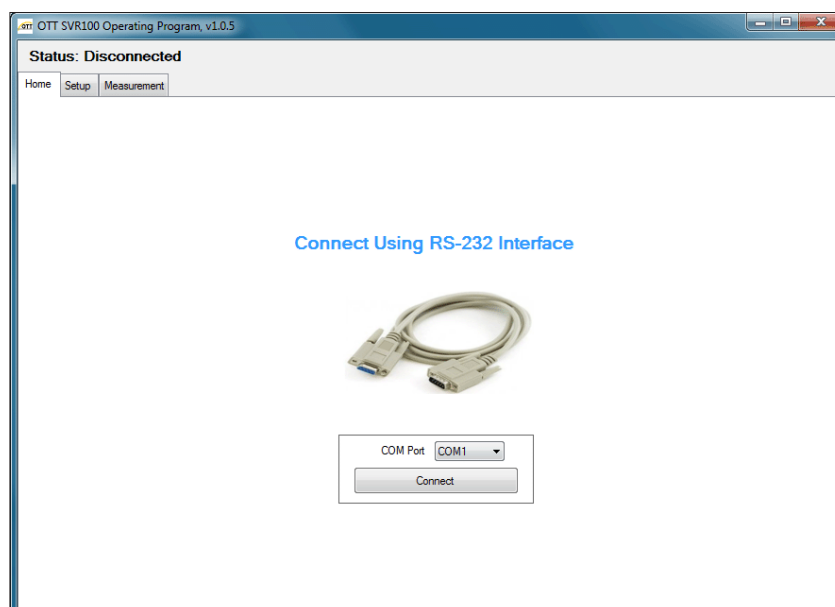 OTT OTT SVR100 Operating Program, v1.0.5
Status: Disconnected
Home Setup Measurement
Connect Using RS-232 Interface
COM Port COM1
Connect